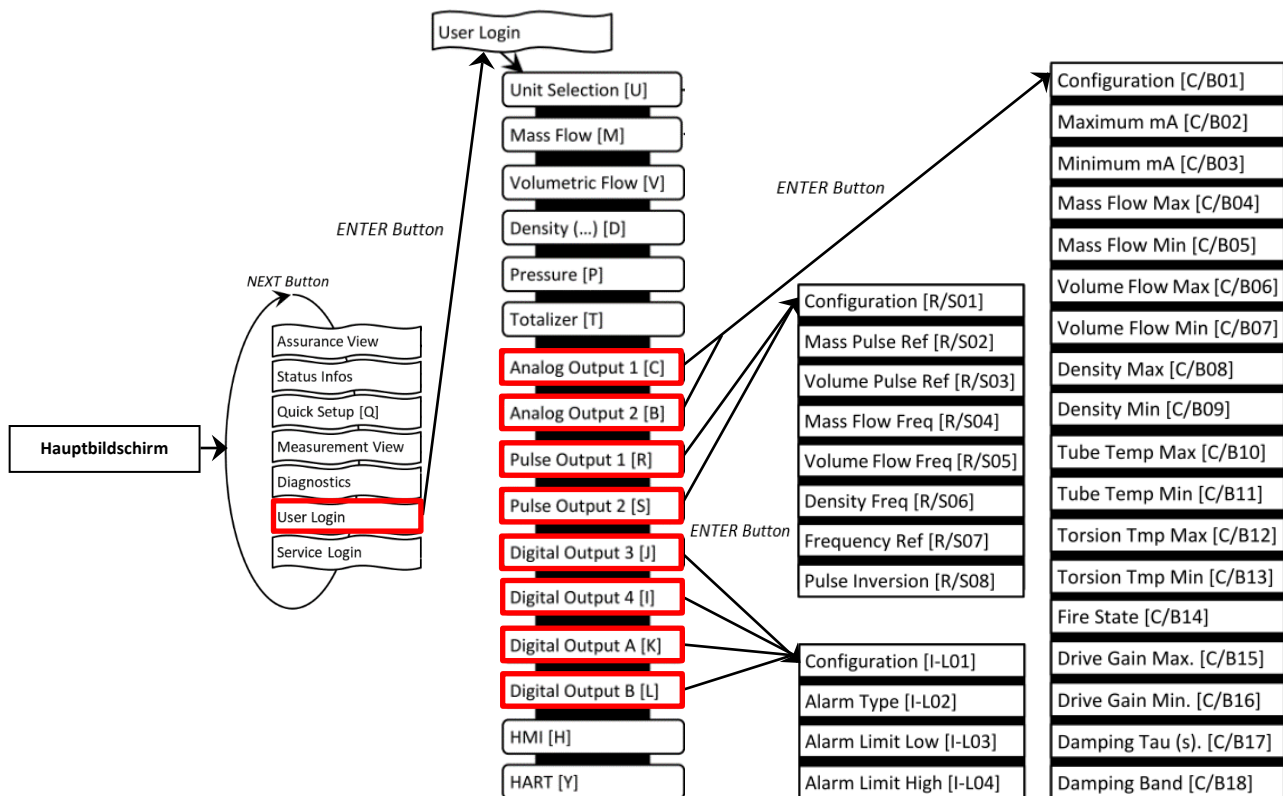 User Login
Unit Selection [U]
Mass Flow [M]
Volumetric Flow [V]
Density (...) [D]
Pressure [P]
Totalizer [T]
Analog Output 1 [C]
Analog Output 2 [B]
Pulse Output 1 [R]
Pulse Output 2 [S]
Digital Output 3 [J]
Digital Output 4 [I]
Digital Output A [K]
Digital Output B [L]
HMI [H]
HART [Y]
ENTER Button
NEXT Button
Assurance View
Status Infos
Quick Setup [Q]
Measurement View
Diagnostics
User Login
Service Login
Hauptbildschirm
ENTER Button
Configuration [R/S01]
Mass Pulse Ref [R/S02]
Volume Pulse Ref [R/S03]
Mass Flow Freq [R/S04]
Volume Flow Freq [R/S05]
Density Freq [R/S06]
Frequency Ref [R/S07]
Pulse Inversion [R/S08]
ENTER Button
Configuration [I-L01]
Alarm Type [I-L02]
Alarm Limit Low [I-L03]
Alarm Limit High [I-L04]
Configuration [C/B01]
Maximum mA [C/B02]
Minimum mA [C/B03]
Mass Flow Max [C/B04]
Mass Flow Min [C/B05]
Volume Flow Max [C/B06]
Volume Flow Min [C/B07]
Density Max [C/B08]
Density Min [C/B09]
Tube Temp Max [C/B10]
Tube Temp Min [C/B11]
Torsion Tmp Max [C/B12]
Torsion Tmp Min [C/B13]
Fire State [C/B14]
Drive Gain Max. [C/B15]
Drive Gain Min. [C/B16]
Damping Tau (s). [C/B17]
Damping Band [C/B18]